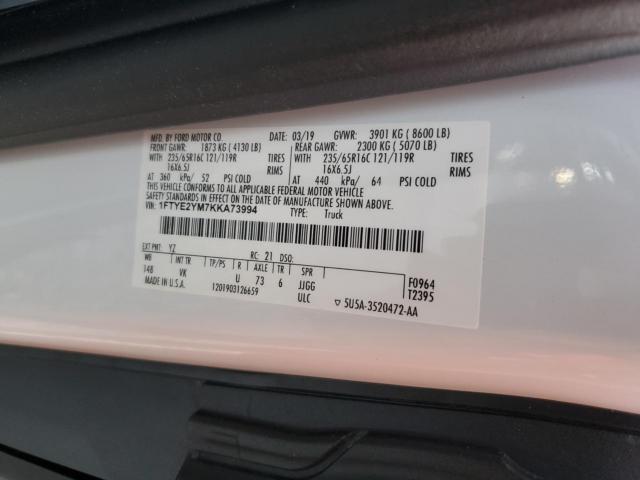 MFD. BY FORD MOTOR CO. 03/19 GVWR: 3901 KG ( 8600 LB)
FRONT GAWR: 1873 KG ( 4130 LB) REAR GAWR: 2300 KG ( 5070 LB)
WITH 235/65R16C 121/119R TIRES WITH 235/65R16C 121/119R TIRES
16X6.5J RIMS 16X6.5J RIMS
AT 360 kPa/ 52 PSI COLD AT 440 kPa/ 64 PSI COLD
THIS VEHICLE CONFORMS TO ALL APPLICABLE FEDERAL MOTOR VEHICLE
SAFETY STANDARDS IN EFFECT ON THE DATE OF MANUFACTURE SHOWN ABOVE.
VIN: 1FTYE2YM7KKA73994 TYPE: Truck
EXT PNT: YZ RC: 21 DSO:
WB INT TR TP/PS R AXLE TR SPR F0964
148 VK U 73 6 JJGG T2395
MADE IN U.S.A. 1201903126659 ULC ▽ 5U5A-3520472-AA